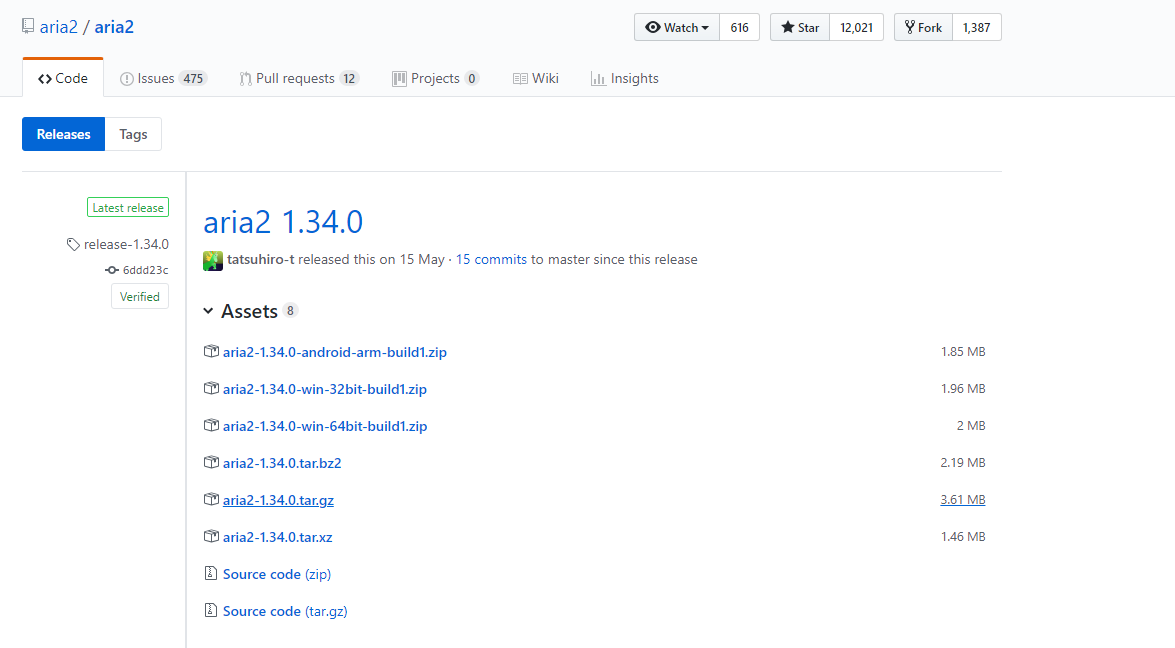 aria2 / aria2
Watch 616 Star 12,021 Fork 1,387
Code Issues 475 Pull requests 12 Projects 0 Wiki Insights
Releases Tags
Latest release
release-1.34.0
6ddd23c
Verified
aria2 1.34.0
tatsuhiro-t released this on 15 May · 15 commits to master since this release
Assets 8
aria2-1.34.0-android-arm-build1.zip 1.85 MB
aria2-1.34.0-win-32bit-build1.zip 1.96 MB
aria2-1.34.0-win-64bit-build1.zip 2 MB
aria2-1.34.0.tar.bz2 2.19 MB
aria2-1.34.0.tar.gz 3.61 MB
aria2-1.34.0.tar.xz 1.46 MB
Source code (zip)
Source code (tar.gz)